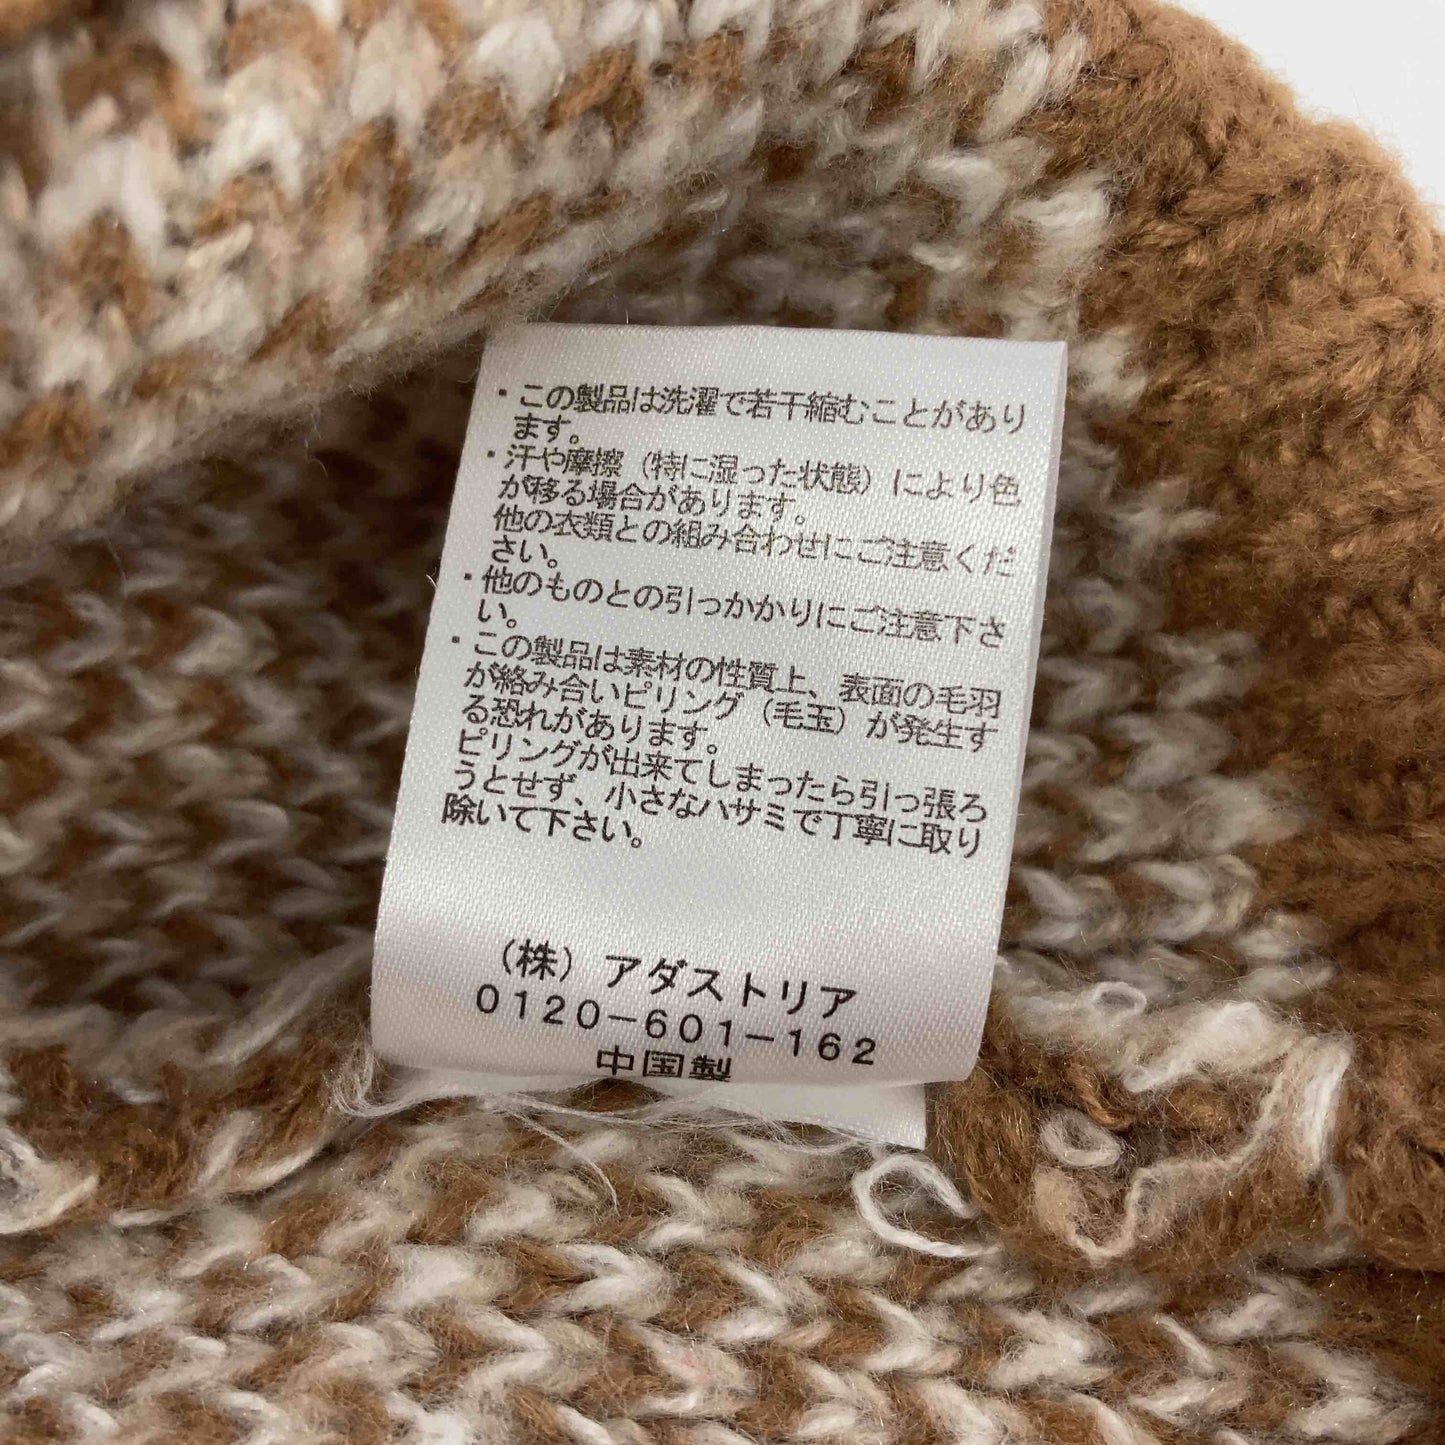 ・この製品は洗濯で若干縮むことがあり
ます。
・汗や摩擦（特に湿った状態）により色
が移る場合があります。
他の衣類との組み合わせにご注意くだ
さい。
・他のものとの引っかかりにご注意下さ
い。
・この製品は素材の性質上、表面の毛羽
が絡み合いピリング（毛玉）が発生す
る恐れがあります。
ピリングが出来てしまったら引っ張ろ
うとせず、小さなハサミで丁寧に取り
除いて下さい。
（株）アダストリア
0120-601-162
中国製